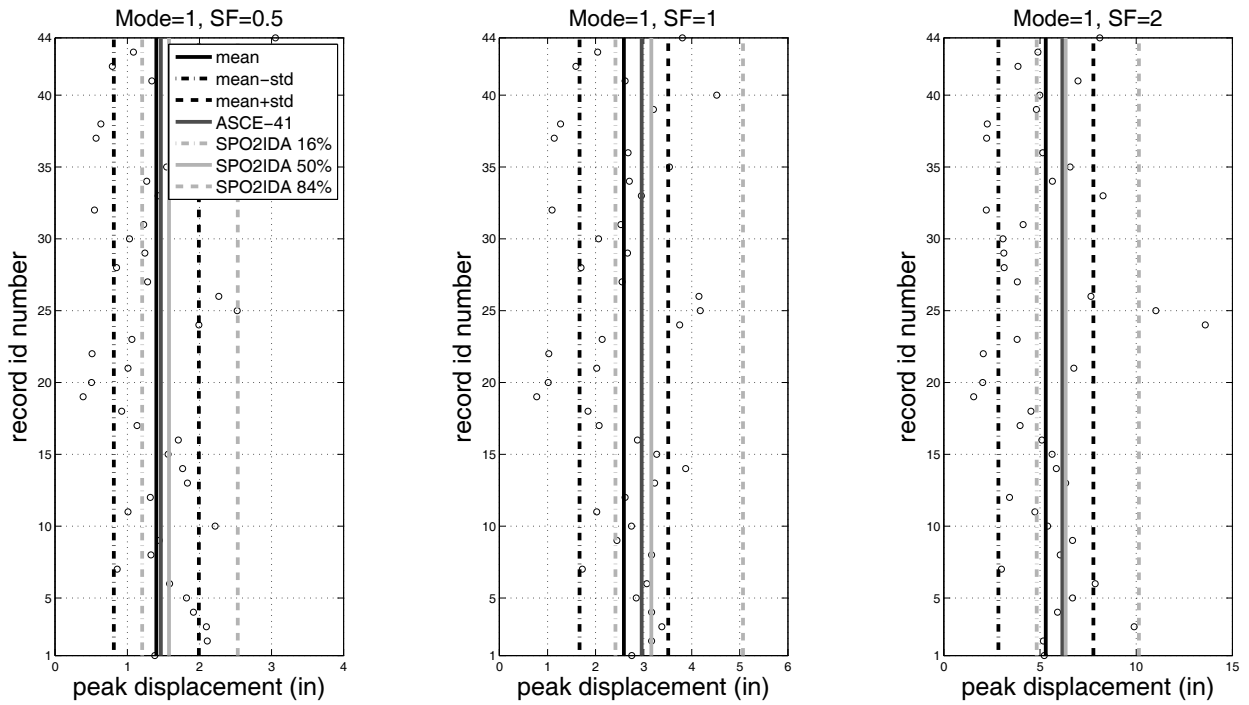 Mode=1, SF=0.5
44
40
35
30
25
20
15
10
5
1
record id number
0 1 2 3 4
peak displacement (in)
mean
mean−std
mean+std
ASCE−41
SPO2IDA 16%
SPO2IDA 50%
SPO2IDA 84%
Mode=1, SF=1
44
40
35
30
25
20
15
10
5
1
record id number
0 1 2 3 4 5 6
peak displacement (in)
Mode=1, SF=2
44
40
35
30
25
20
15
10
5
1
record id number
0 5 10 15
peak displacement (in)